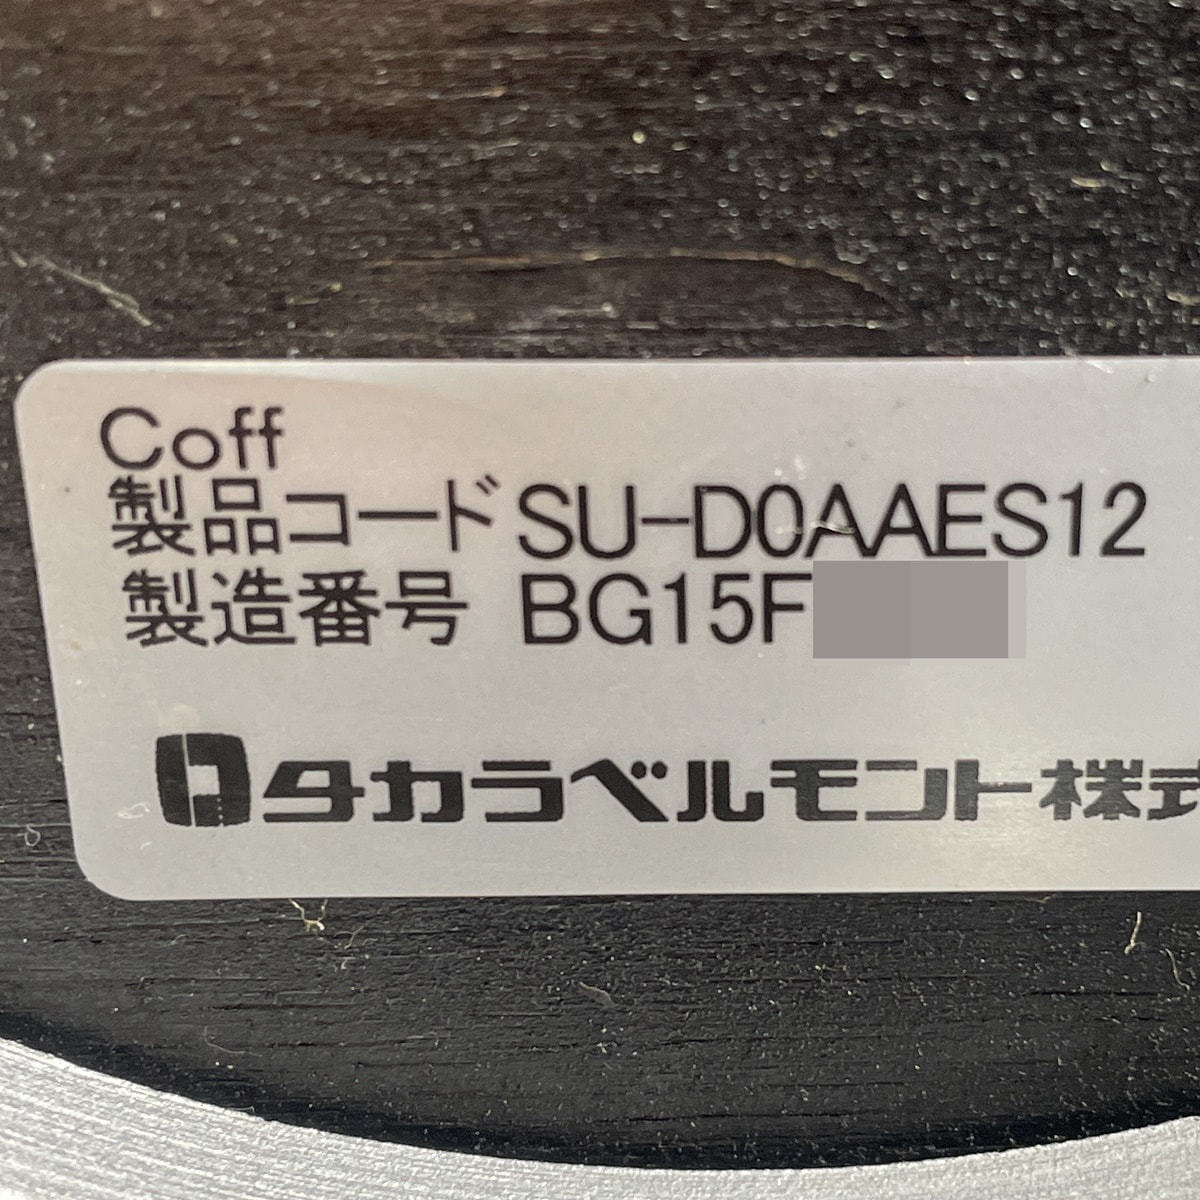 Coff
製品コード SU-D0AAES12
製造番号 BG15F
タカラベルモント株式